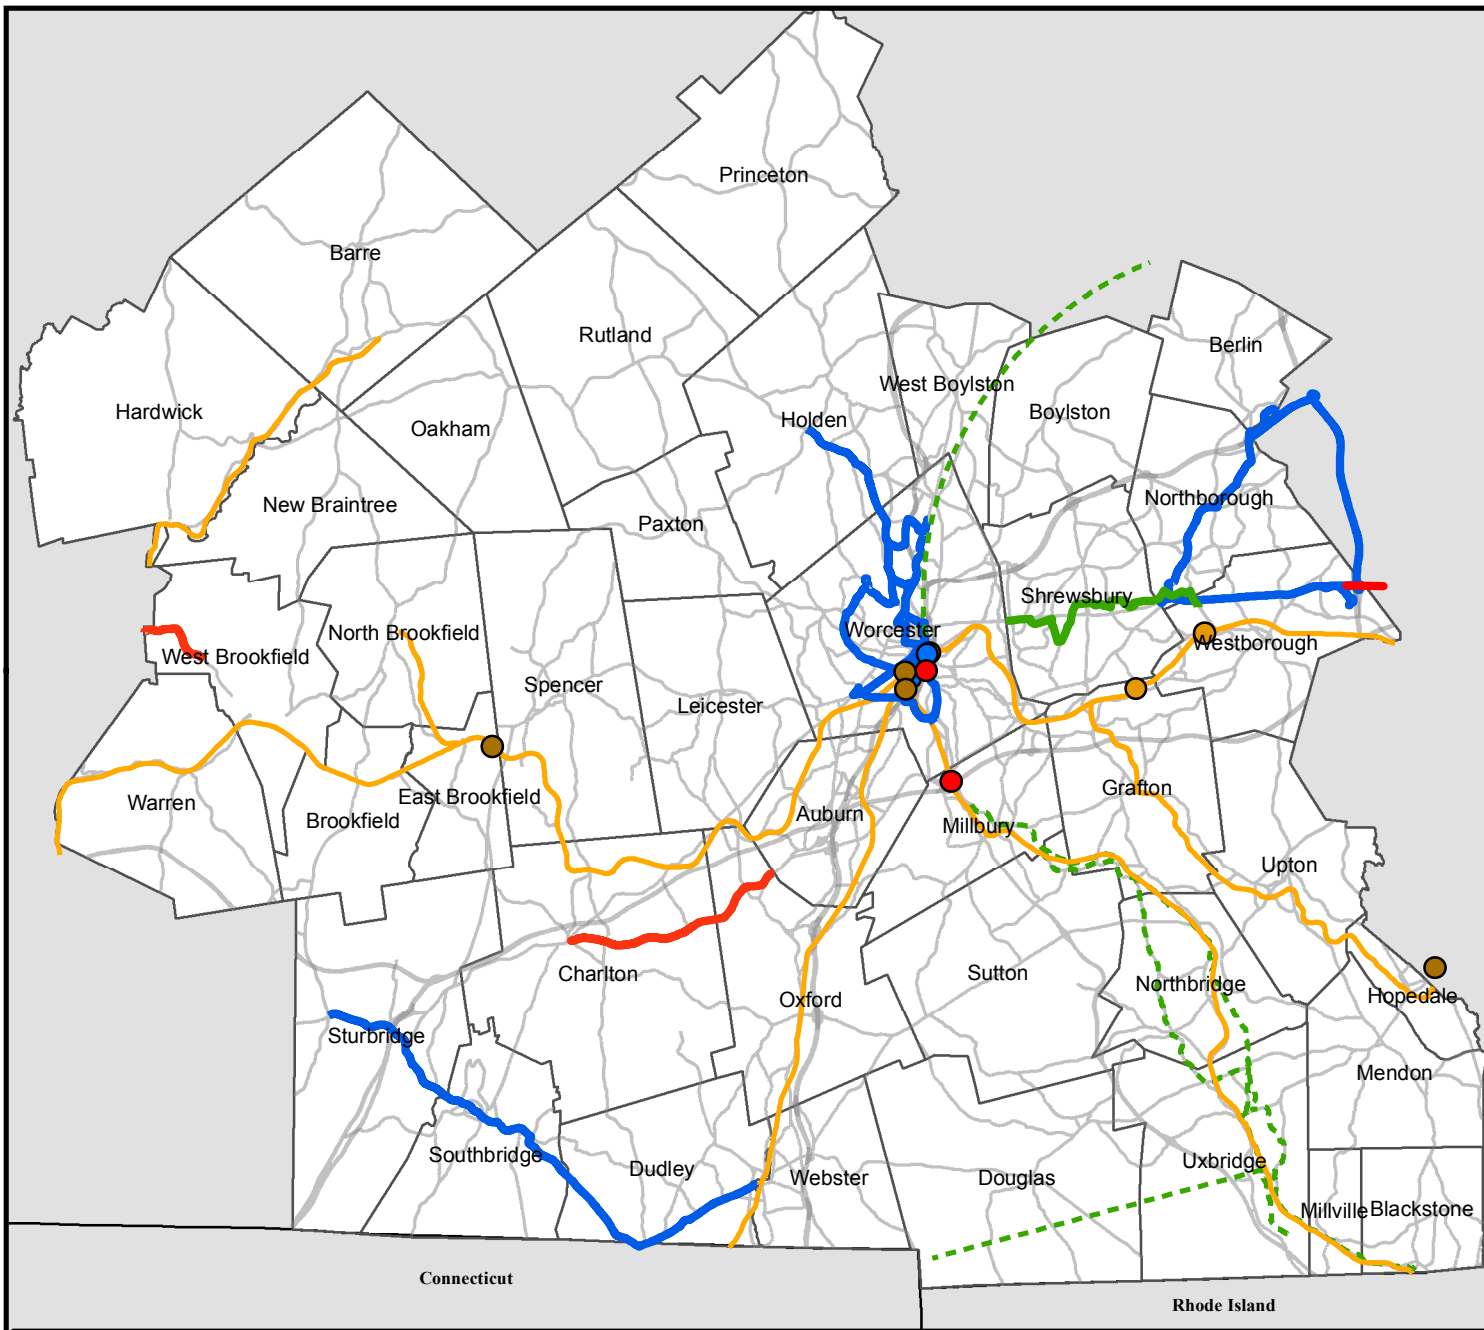 Princeton
Barre
Rutland
Berlin
West Boylston
Hardwick
Boylston
Holden
Oakham
Northborough
New Braintree
Paxton
Shrewsbury
Worcester
North Brookfield
Westborough
West Brookfield
Spencer
Leicester
Grafton
East Brookfield
Warren
Auburn
Brookfield
Millbury
Upton
Sutton
Charlton
Northbridge
Hopedale
Oxford
Sturbridge
Mendon
Southbridge
Uxbridge
Dudley
Webster
Douglas
Millville
Blackstone
Connecticut
Rhode Island